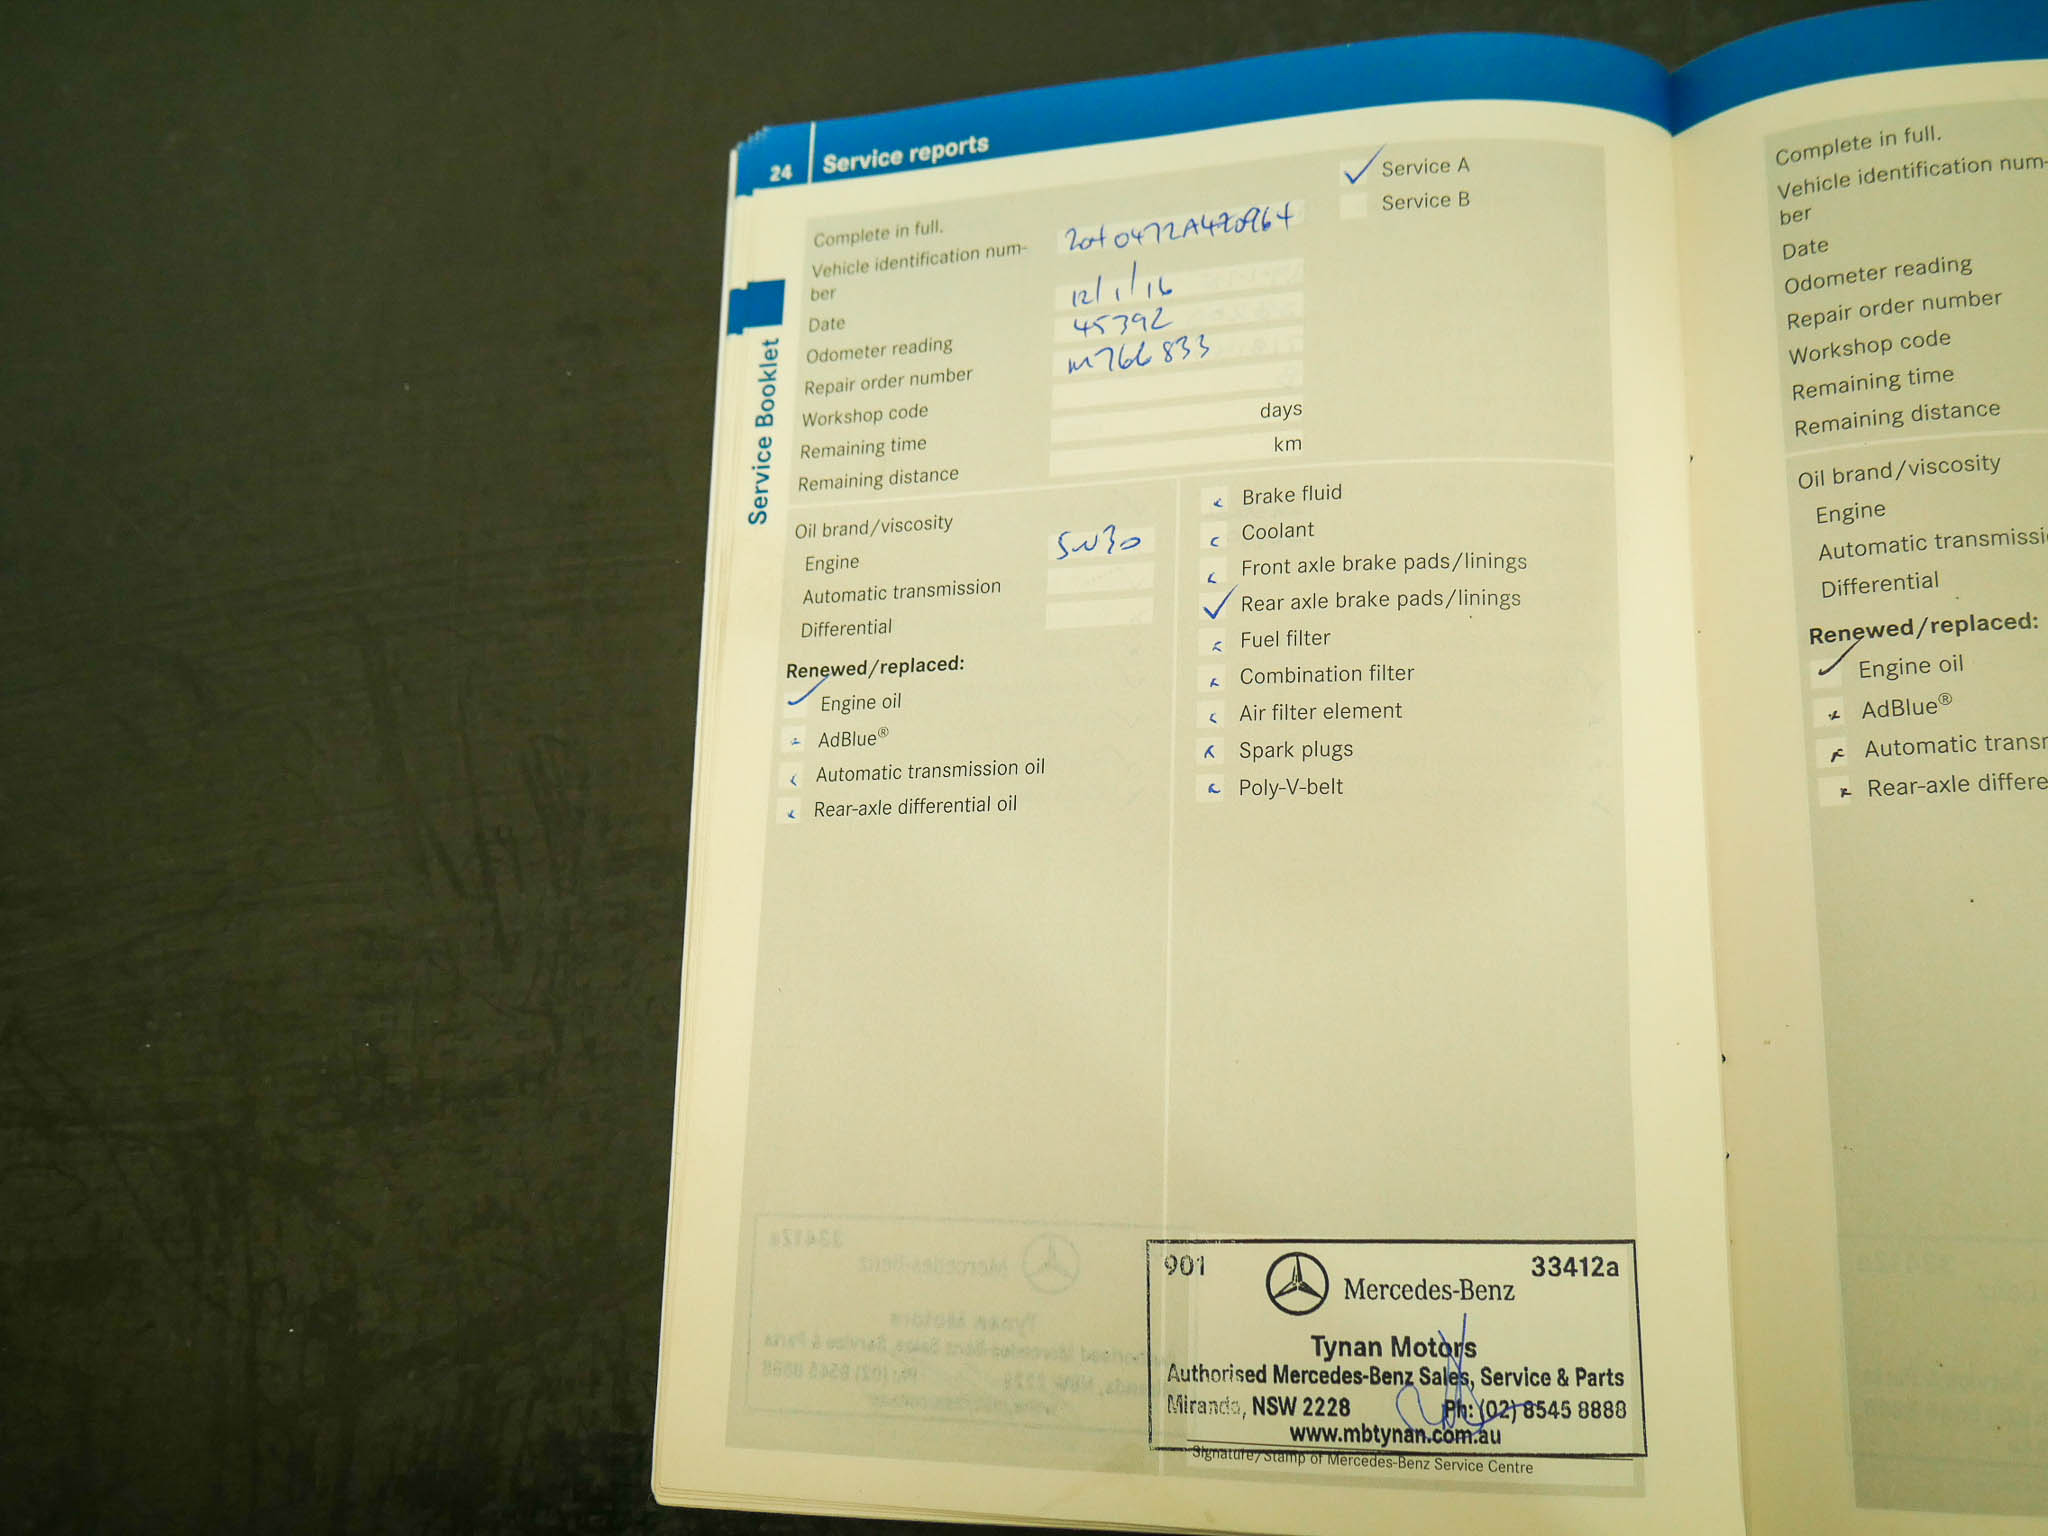 24 Service reports
Service Booklet
Complete in full.
Vehicle identification num-
ber
Date 12/1/16
Odometer reading 45392
Repair order number M766833
Workshop code
Remaining time days
Remaining distance km
✓ Service A
Service B
Oil brand/viscosity
Engine 5W30
Automatic transmission
Differential
Renewed/replaced:
✓ Engine oil
AdBlue®
Automatic transmission oil
Rear-axle differential oil
Brake fluid
Coolant
Front axle brake pads/linings
✓ Rear axle brake pads/linings
Fuel filter
Combination filter
Air filter element
Spark plugs
Poly-V-belt
901 33412a
Mercedes-Benz
Tynan Motors
Authorised Mercedes-Benz Sales, Service & Parts
Miranda, NSW 2228 Ph: (02) 8545 8888
www.mbtynan.com.au
Signature/Stamp of Mercedes-Benz Service Centre
Complete in full.
Vehicle identification num-
ber
Date
Odometer reading
Repair order number
Workshop code
Remaining time
Remaining distance
Oil brand/viscosity
Engine
Automatic transmissi
Differential
Renewed/replaced:
✓ Engine oil
AdBlue®
Automatic trans
Rear-axle differe